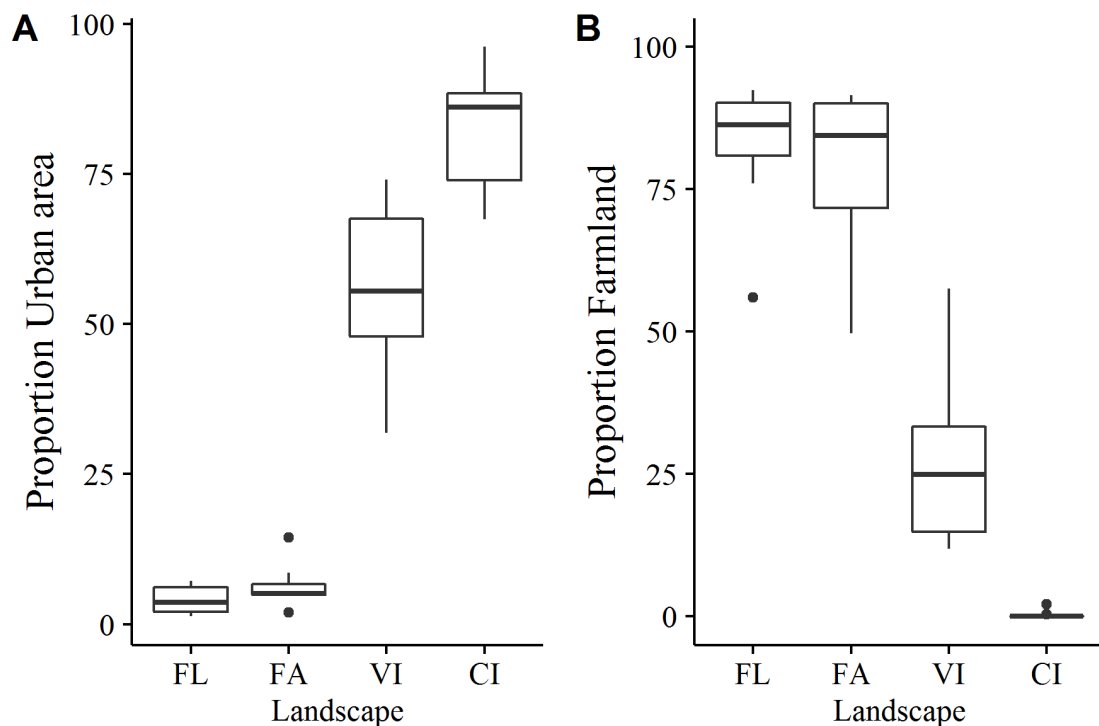 A
Proportion Urban area
100
75
50
25
0
FL FA VI CI
Landscape
B
Proportion Farmland
100
75
50
25
0
FL FA VI CI
Landscape